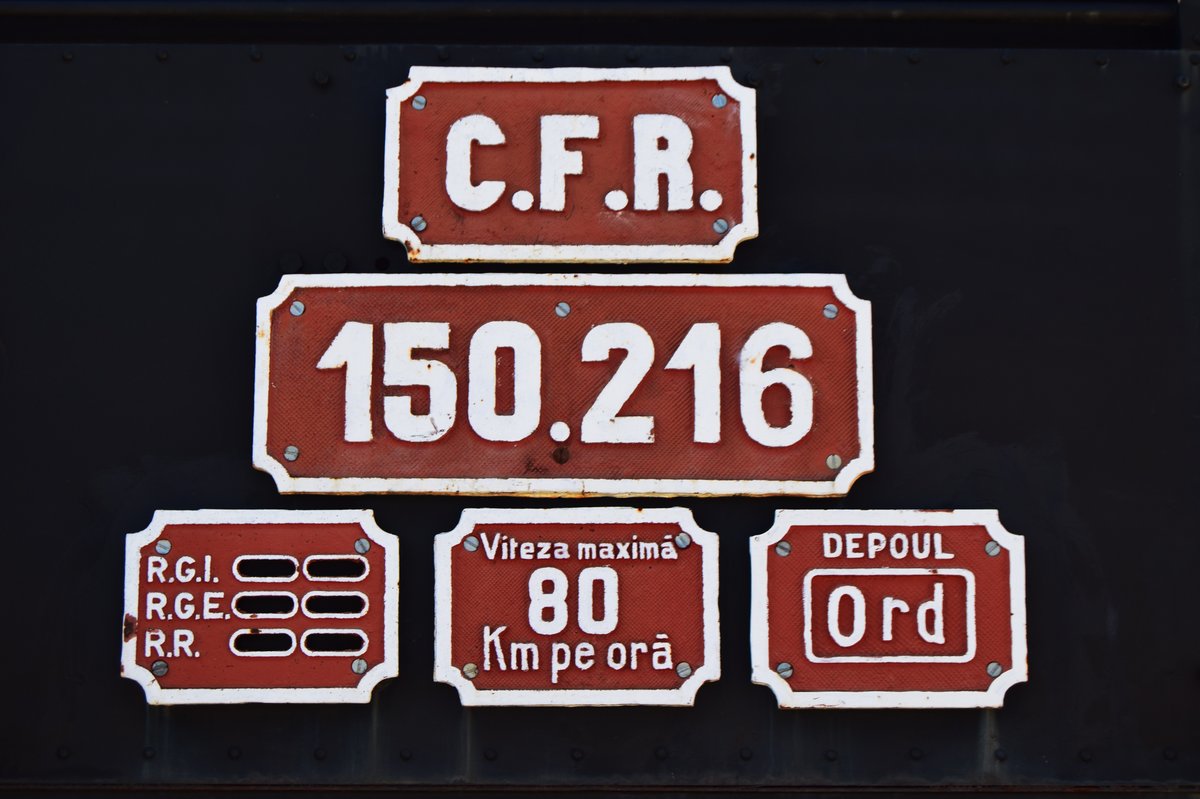 C.F.R.
150.216
R.G.I.
R.G.E.
R.R.
Viteza maximă
80
Km pe oră
DEPOUL
Ord